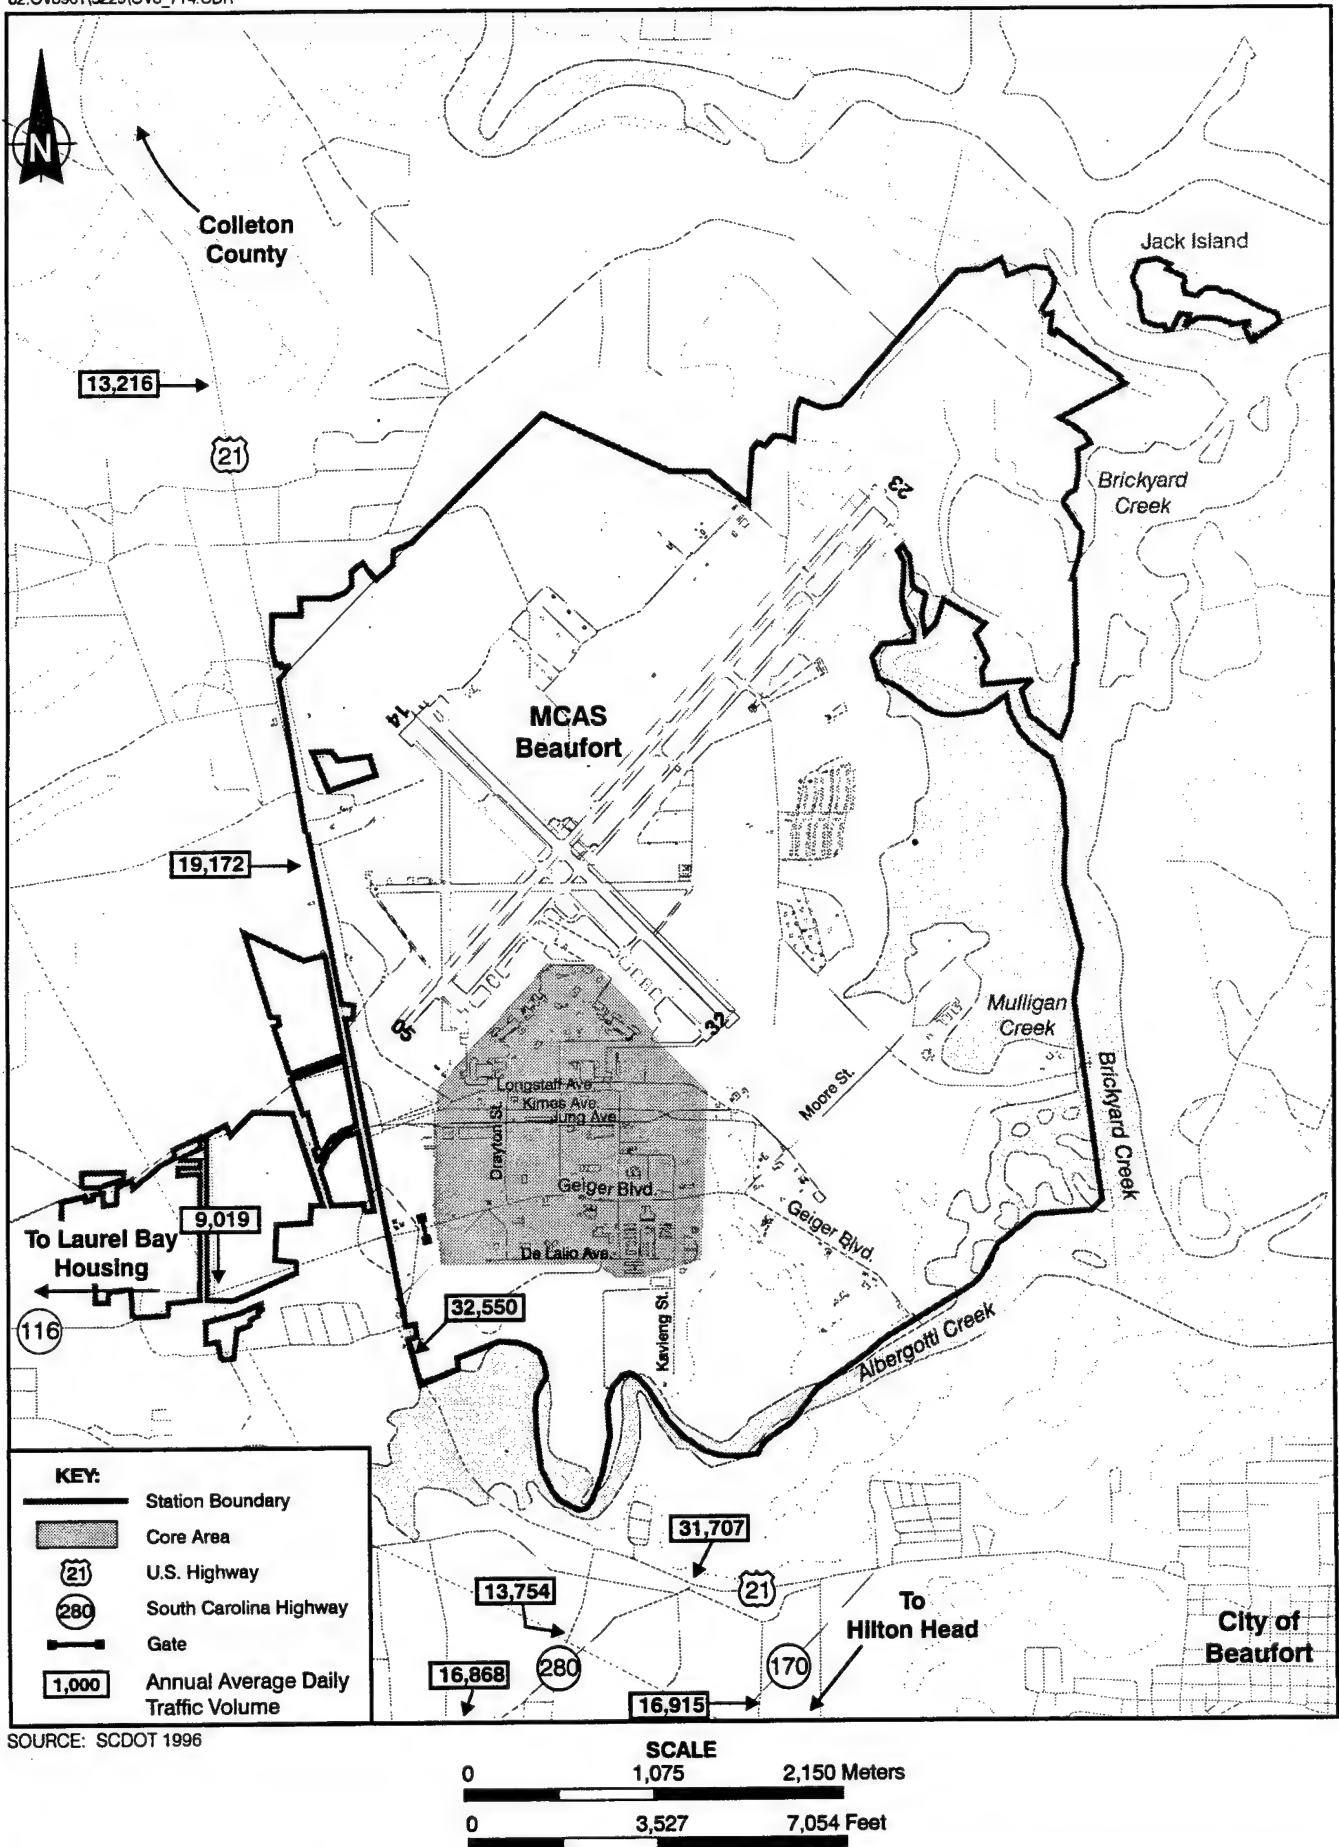 N
Colleton
County
Jack Island
13,216
21
23
Brickyard
Creek
14
MCAS
Beaufort
19,172
Mulligan
Creek
05
32
Longstaff Ave
Kimes Ave.
Jung Ave
Moore St.
Drayton St.
Brickyard Creek
Geiger Blvd.
9,019
Geiger Blvd.
To Laurel Bay
Housing
De Lalio Ave.
116
32,550
Kavieng St.
Albergotti Creek
KEY:
Station Boundary
Core Area
21 U.S. Highway
280 South Carolina Highway
Gate
1,000 Annual Average Daily
Traffic Volume
31,707
13,754
21
To
Hilton Head
City of
Beaufort
280
170
16,868
16,915
SOURCE: SCDOT 1996
SCALE
0 1,075 2,150 Meters
0 3,527 7,054 Feet